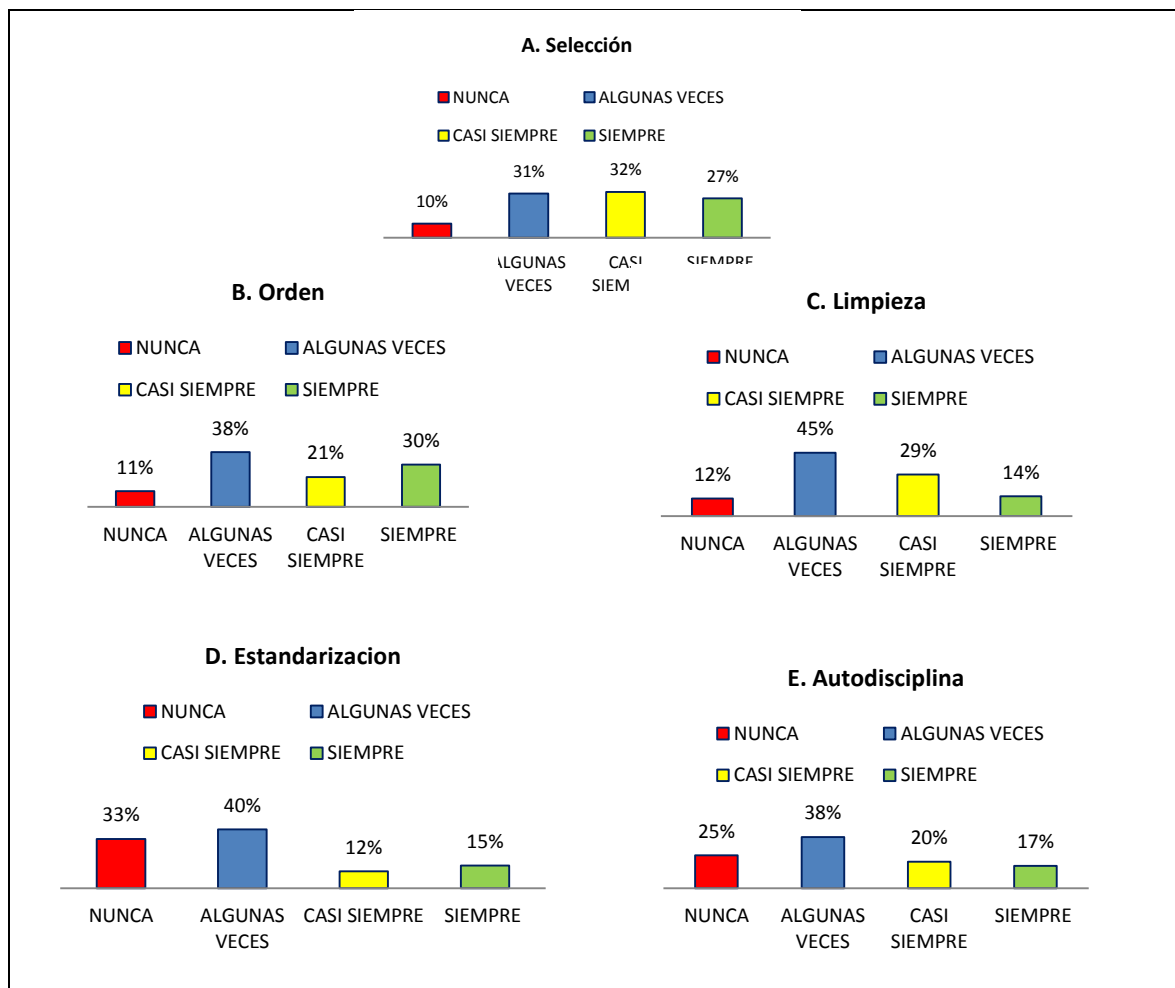 A. Selección
NUNCA ALGUNAS VECES
CASI SIEMPRE SIEMPRE
10% 31% 32% 27%
ALGUNAS CASI SIEMPRE
VECES SIEM
B. Orden
NUNCA ALGUNAS VECES
CASI SIEMPRE SIEMPRE
11% 38% 21% 30%
NUNCA ALGUNAS CASI SIEMPRE
VECES SIEMPRE
C. Limpieza
NUNCA ALGUNAS VECES
CASI SIEMPRE SIEMPRE
12% 45% 29% 14%
NUNCA ALGUNAS CASI SIEMPRE
VECES SIEMPRE
D. Estandarizacion
NUNCA ALGUNAS VECES
CASI SIEMPRE SIEMPRE
33% 40% 12% 15%
NUNCA ALGUNAS CASI SIEMPRE SIEMPRE
VECES
E. Autodisciplina
NUNCA ALGUNAS VECES
CASI SIEMPRE SIEMPRE
25% 38% 20% 17%
NUNCA ALGUNAS CASI SIEMPRE
VECES SIEMPRE